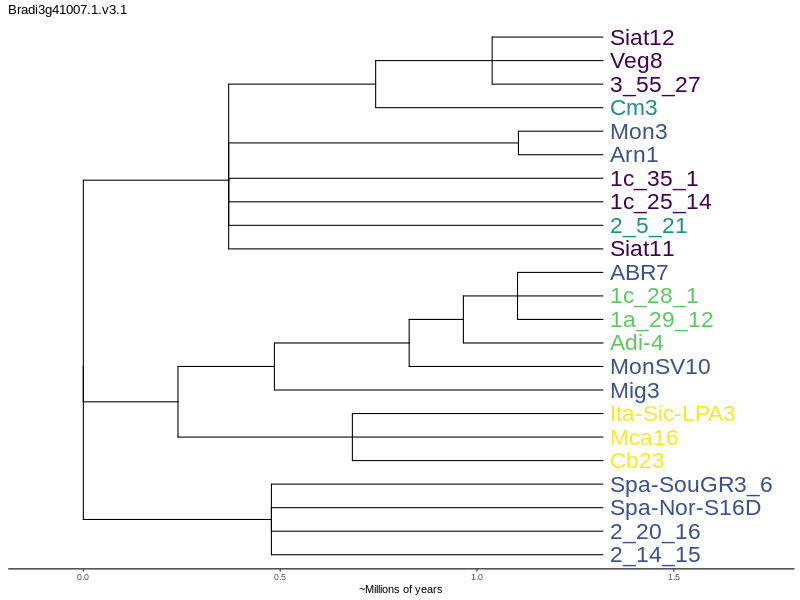 Bradi3g41007.1.v3.1
Siat12
Veg8
3_55_27
Cm3
Mon3
Arn1
1c_35_1
1c_25_14
2_5_21
Siat11
ABR7
1c_28_1
1a_29_12
Adi-4
MonSV10
Mig3
Ita-Sic-LPA3
Mca16
Cb23
Spa-SouGR3_6
Spa-Nor-S16D
2_20_16
2_14_15
0.0 0.5 1.0 1.5
~Millions of years